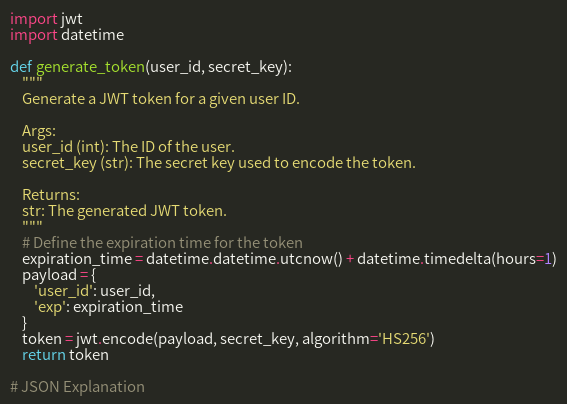 import jwt
import datetime

def generate_token(user_id, secret_key):
    """
    Generate a JWT token for a given user ID.

    Args:
    user_id (int): The ID of the user.
    secret_key (str): The secret key used to encode the token.

    Returns:
    str: The generated JWT token.
    """
    # Define the expiration time for the token
    expiration_time = datetime.datetime.utcnow() + datetime.timedelta(hours=1)
    payload = {
        'user_id': user_id,
        'exp': expiration_time
    }
    token = jwt.encode(payload, secret_key, algorithm='HS256')
    return token

# JSON Explanation